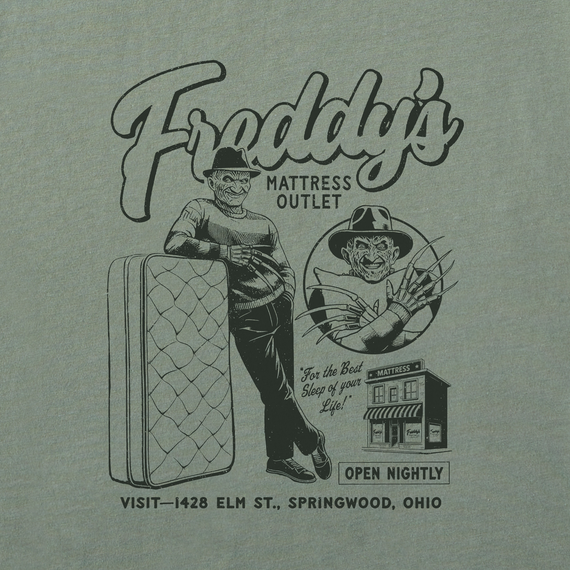 Freddy's
MATTRESS
OUTLET
"For the Best
Sleep of your
Life!"
MATTRESS
Freddy's
OPEN NIGHTLY
VISIT—1428 ELM ST., SPRINGWOOD, OHIO